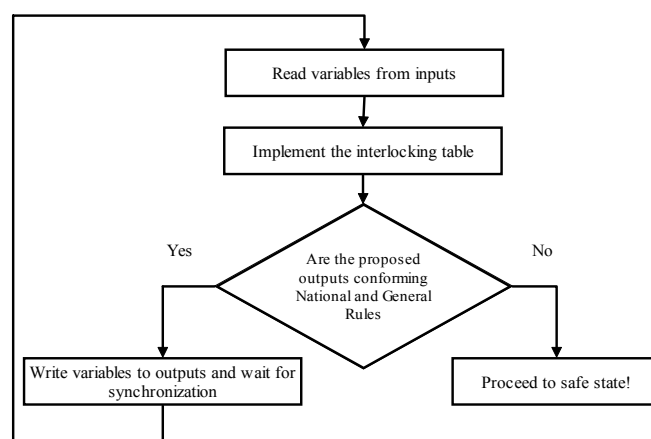 Read variables from inputs
Implement the interlocking table
Yes
No
Are the proposed
outputs conforming
National and General
Rules
Write variables to outputs and wait for
synchronization
Proceed to safe state!